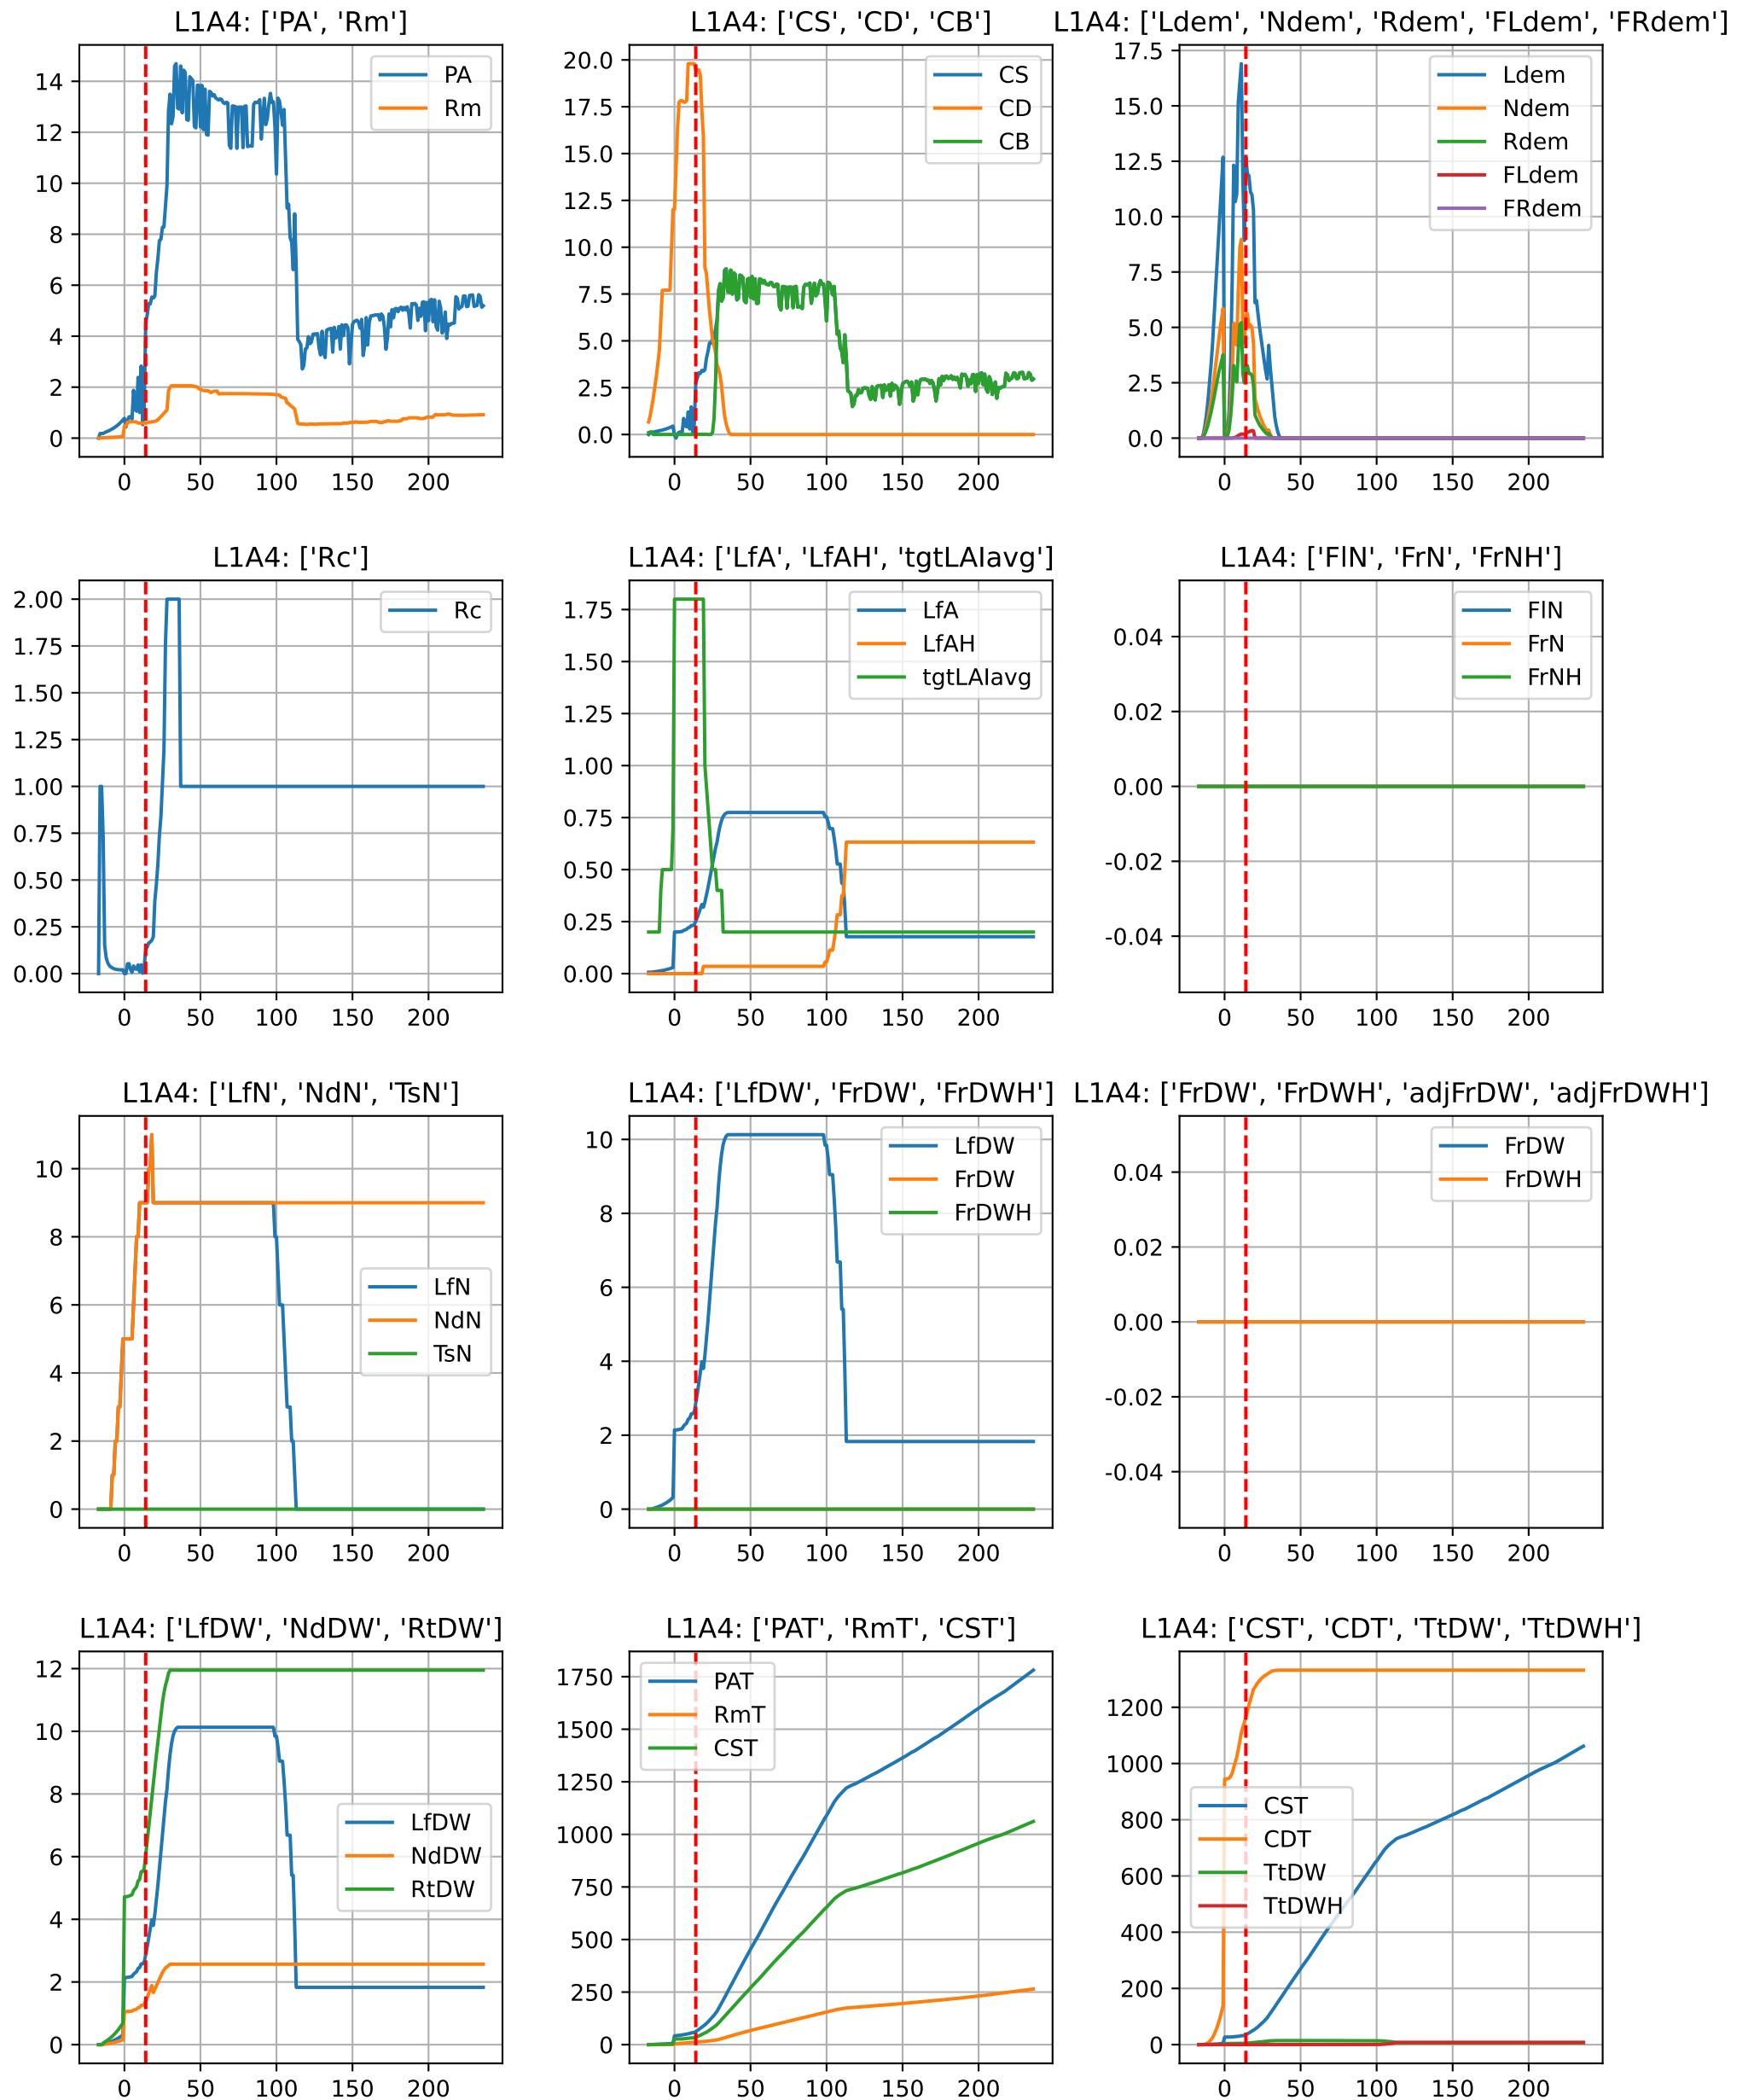 L1A4: ['PA', 'Rm']
14
12
10
8
6
4
2
0
0 50 100 150 200
PA
Rm
L1A4: ['CS', 'CD', 'CB']
20.0
17.5
15.0
12.5
10.0
7.5
5.0
2.5
0.0
0 50 100 150 200
CS
CD
CB
L1A4: ['Ldem', 'Ndem', 'Rdem', 'FLdem', 'FRdem']
17.5
15.0
12.5
10.0
7.5
5.0
2.5
0.0
0 50 100 150 200
Ldem
Ndem
Rdem
FLdem
FRdem
L1A4: ['Rc']
2.00
1.75
1.50
1.25
1.00
0.75
0.50
0.25
0.00
0 50 100 150 200
Rc
L1A4: ['LfA', 'LfAH', 'tgtLAIavg']
1.75
1.50
1.25
1.00
0.75
0.50
0.25
0.00
0 50 100 150 200
LfA
LfAH
tgtLAIavg
L1A4: ['FlN', 'FrN', 'FrNH']
0.04
0.02
0.00
-0.02
-0.04
0 50 100 150 200
FlN
FrN
FrNH
L1A4: ['LfN', 'NdN', 'TsN']
10
8
6
4
2
0
0 50 100 150 200
LfN
NdN
TsN
L1A4: ['LfDW', 'FrDW', 'FrDWH']
10
8
6
4
2
0
0 50 100 150 200
LfDW
FrDW
FrDWH
L1A4: ['FrDW', 'FrDWH', 'adjFrDW', 'adjFrDWH']
0.04
0.02
0.00
-0.02
-0.04
0 50 100 150 200
FrDW
FrDWH
L1A4: ['LfDW', 'NdDW', 'RtDW']
12
10
8
6
4
2
0
0 50 100 150 200
LfDW
NdDW
RtDW
L1A4: ['PAT', 'RmT', 'CST']
1750
1500
1250
1000
750
500
250
0
0 50 100 150 200
PAT
RmT
CST
L1A4: ['CST', 'CDT', 'TtDW', 'TtDWH']
1200
1000
800
600
400
200
0
0 50 100 150 200
CST
CDT
TtDW
TtDWH